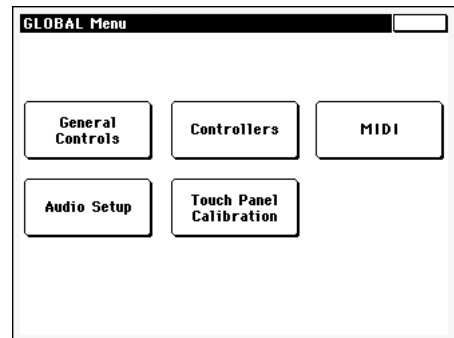 GLOBAL Menu
General
Controls
Controllers
MIDI
Audio Setup
Touch Panel
Calibration